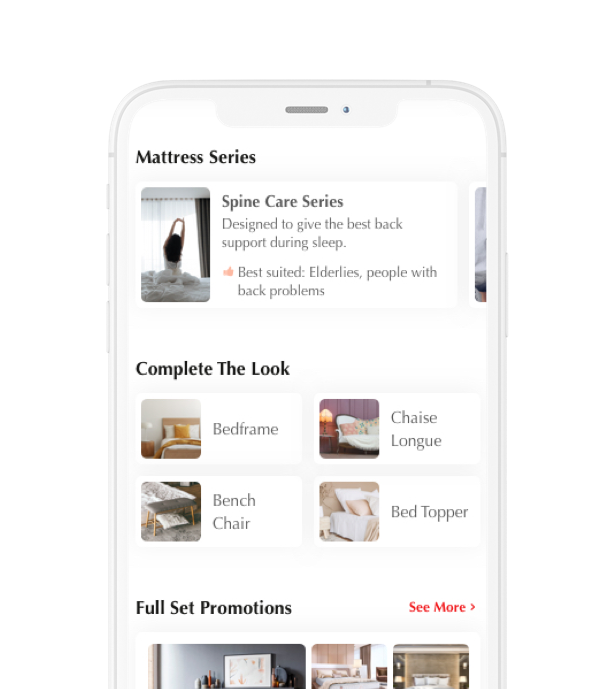 Mattress Series
Spine Care Series
Designed to give the best back
support during sleep.
Best suited: Elderlies, people with
back problems
Complete The Look
Bedframe
Chaise
Longue
Bench
Chair
Bed Topper
Full Set Promotions
See More >